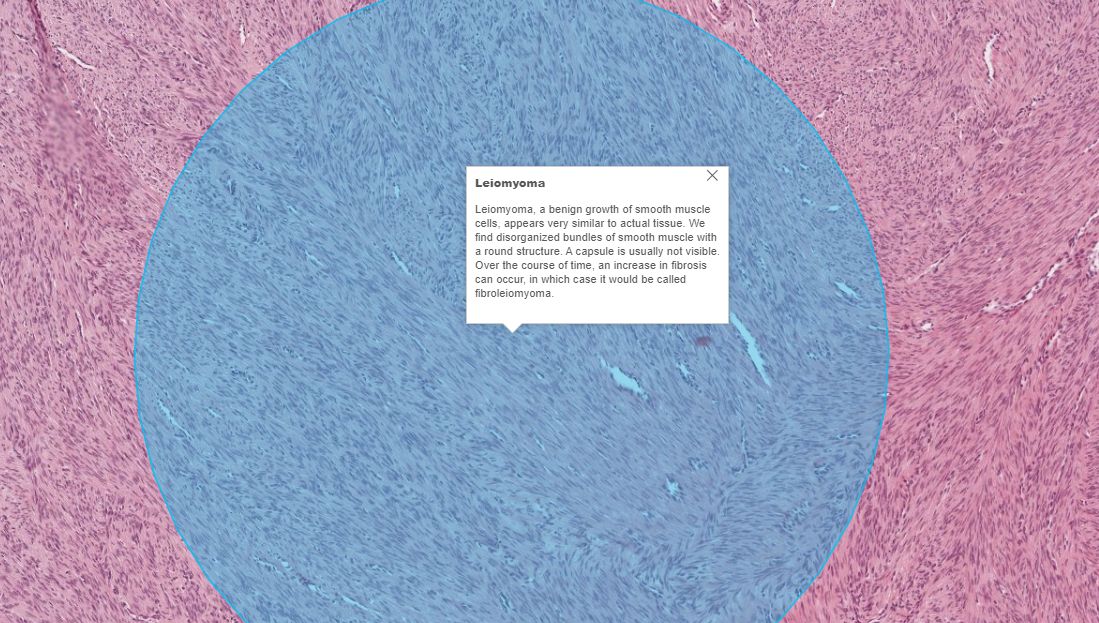 Leiomyoma
Leiomyoma, a benign growth of smooth muscle
cells, appears very similar to actual tissue. We
find disorganized bundles of smooth muscle with
a round structure. A capsule is usually not visible.
Over the course of time, an increase in fibrosis
can occur, in which case it would be called
fibroleiomyoma.